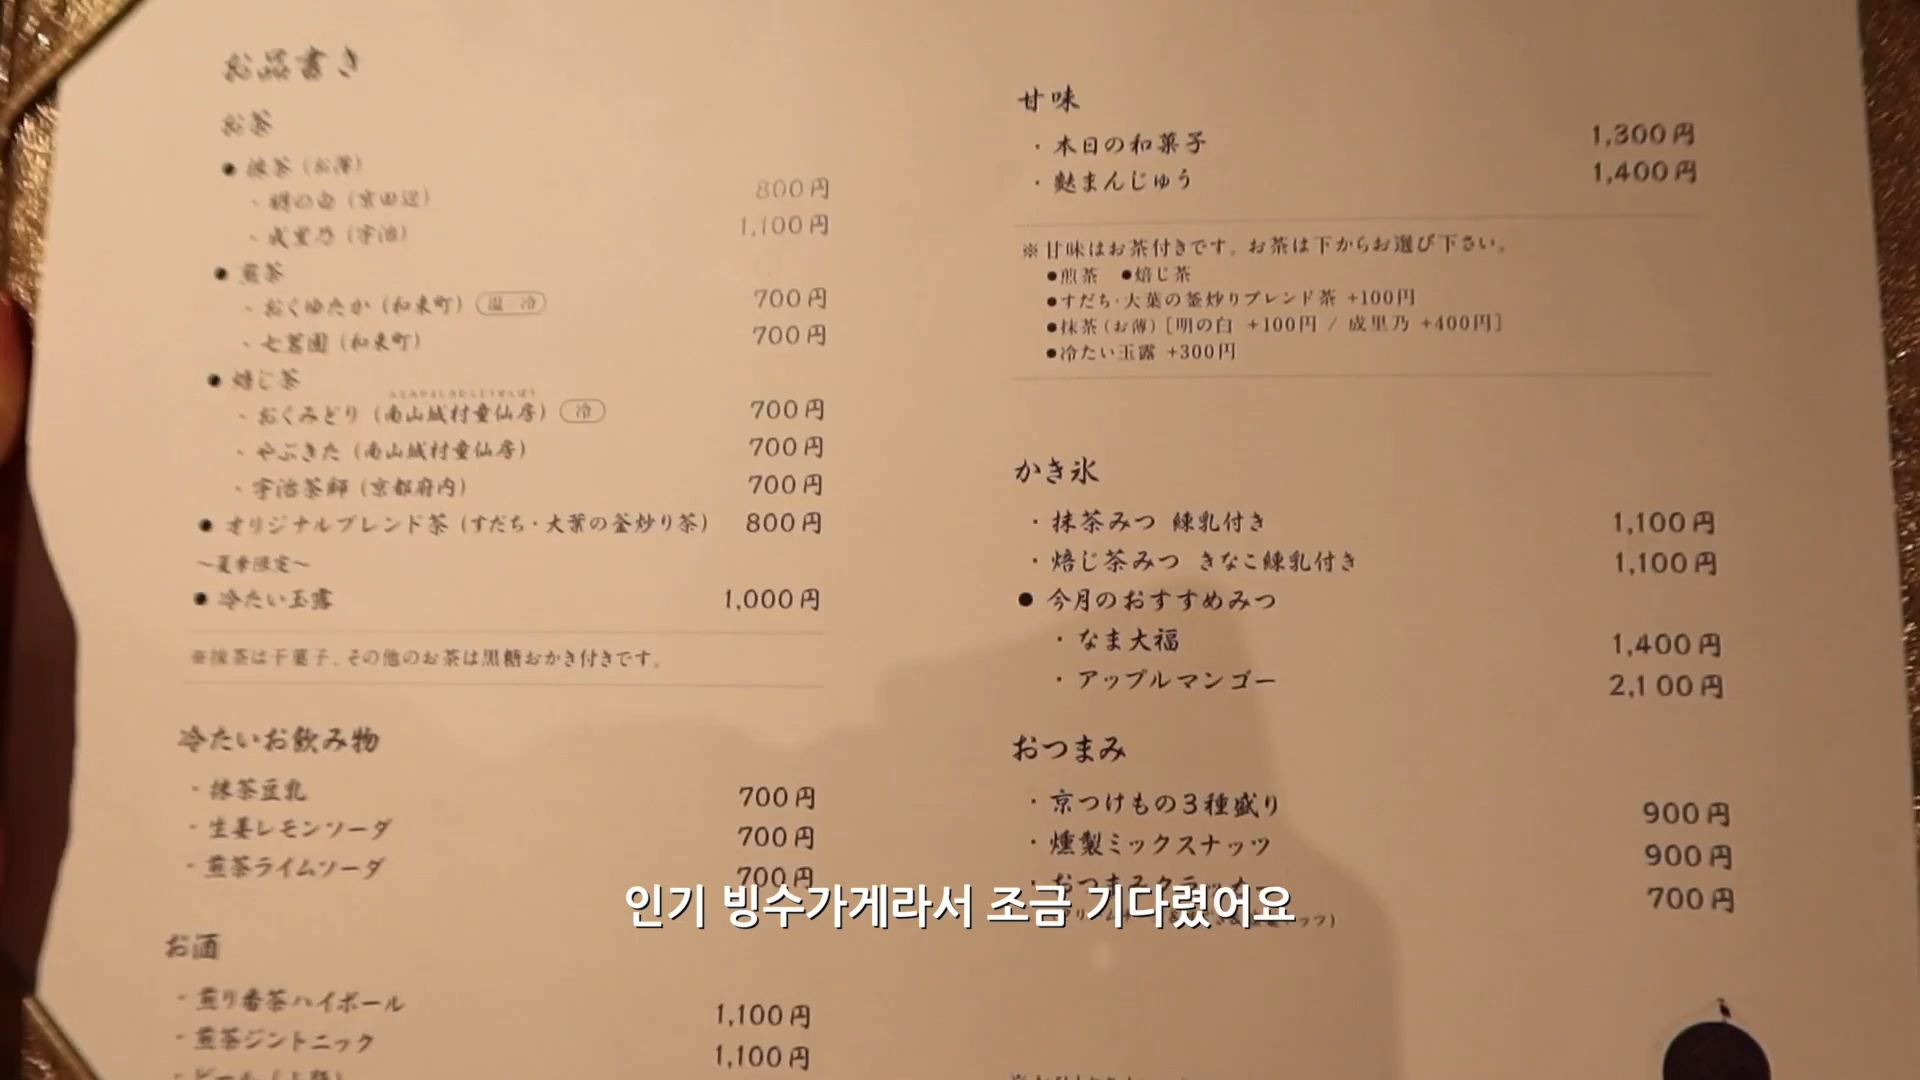 お品書き
お茶
● 抹茶（お薄）
・明の白（京田辺） 800円
・成里乃（宇治） 1,100円
● 煎茶
・おくゆたか（和束町） 温・冷 700円
・七茗園（和束町） 700円
● 焙じ茶
・おくみどり（南山城村童仙房） 冷 700円
・やぶきた（南山城村童仙房） 700円
・宇治茶師（京都府内） 700円
● オリジナルブレンド茶（すだち・大葉の釜炒り茶） 800円
〜夏季限定〜
● 冷たい玉露 1,000円
※抹茶は干菓子、その他のお茶は黒糖おかき付きです。
冷たいお飲み物
・抹茶豆乳 700円
・生姜レモンソーダ 700円
・煎茶ライムソーダ 700円
お酒
・煎り番茶ハイボール 1,100円
・煎茶ジントニック 1,100円
甘味
・本日の和菓子 1,300円
・麩まんじゅう 1,400円
※甘味はお茶付きです。お茶は下からお選び下さい。
●煎茶 ●焙じ茶
●すだち・大葉の釜炒りブレンド茶 +100円
●抹茶（お薄）［明の白 +100円 / 成里乃 +400円］
●冷たい玉露 +300円
かき氷
・抹茶みつ 練乳付き 1,100円
・焙じ茶みつ きなこ練乳付き 1,100円
● 今月のおすすめみつ
・なま大福 1,400円
・アップルマンゴー 2,100円
おつまみ
・京つけもの3種盛り 900円
・燻製ミックスナッツ 900円
・おつまみクラッカー 700円
인기 빙수가게라서 조금 기다렸어요